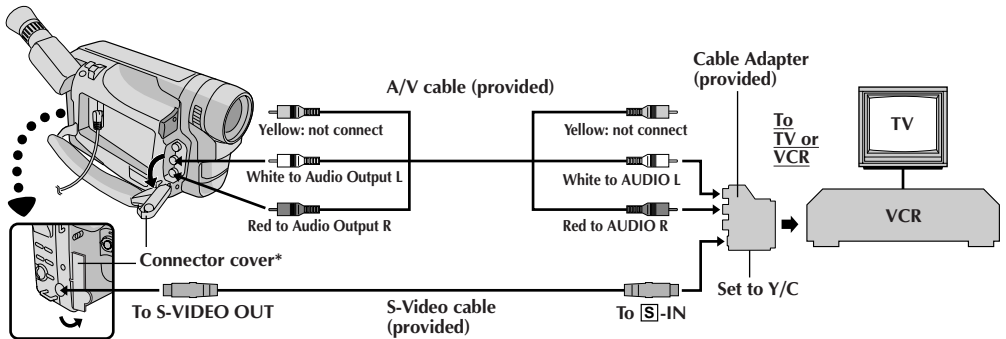 Cable Adapter
(provided)
A/V cable (provided)
Yellow: not connect
Yellow: not connect
To
TV or
VCR
TV
White to Audio Output L
White to AUDIO L
Red to Audio Output R
Red to AUDIO R
VCR
Connector cover*
Set to Y/C
To S-VIDEO OUT
S-Video cable
(provided)
To S-IN